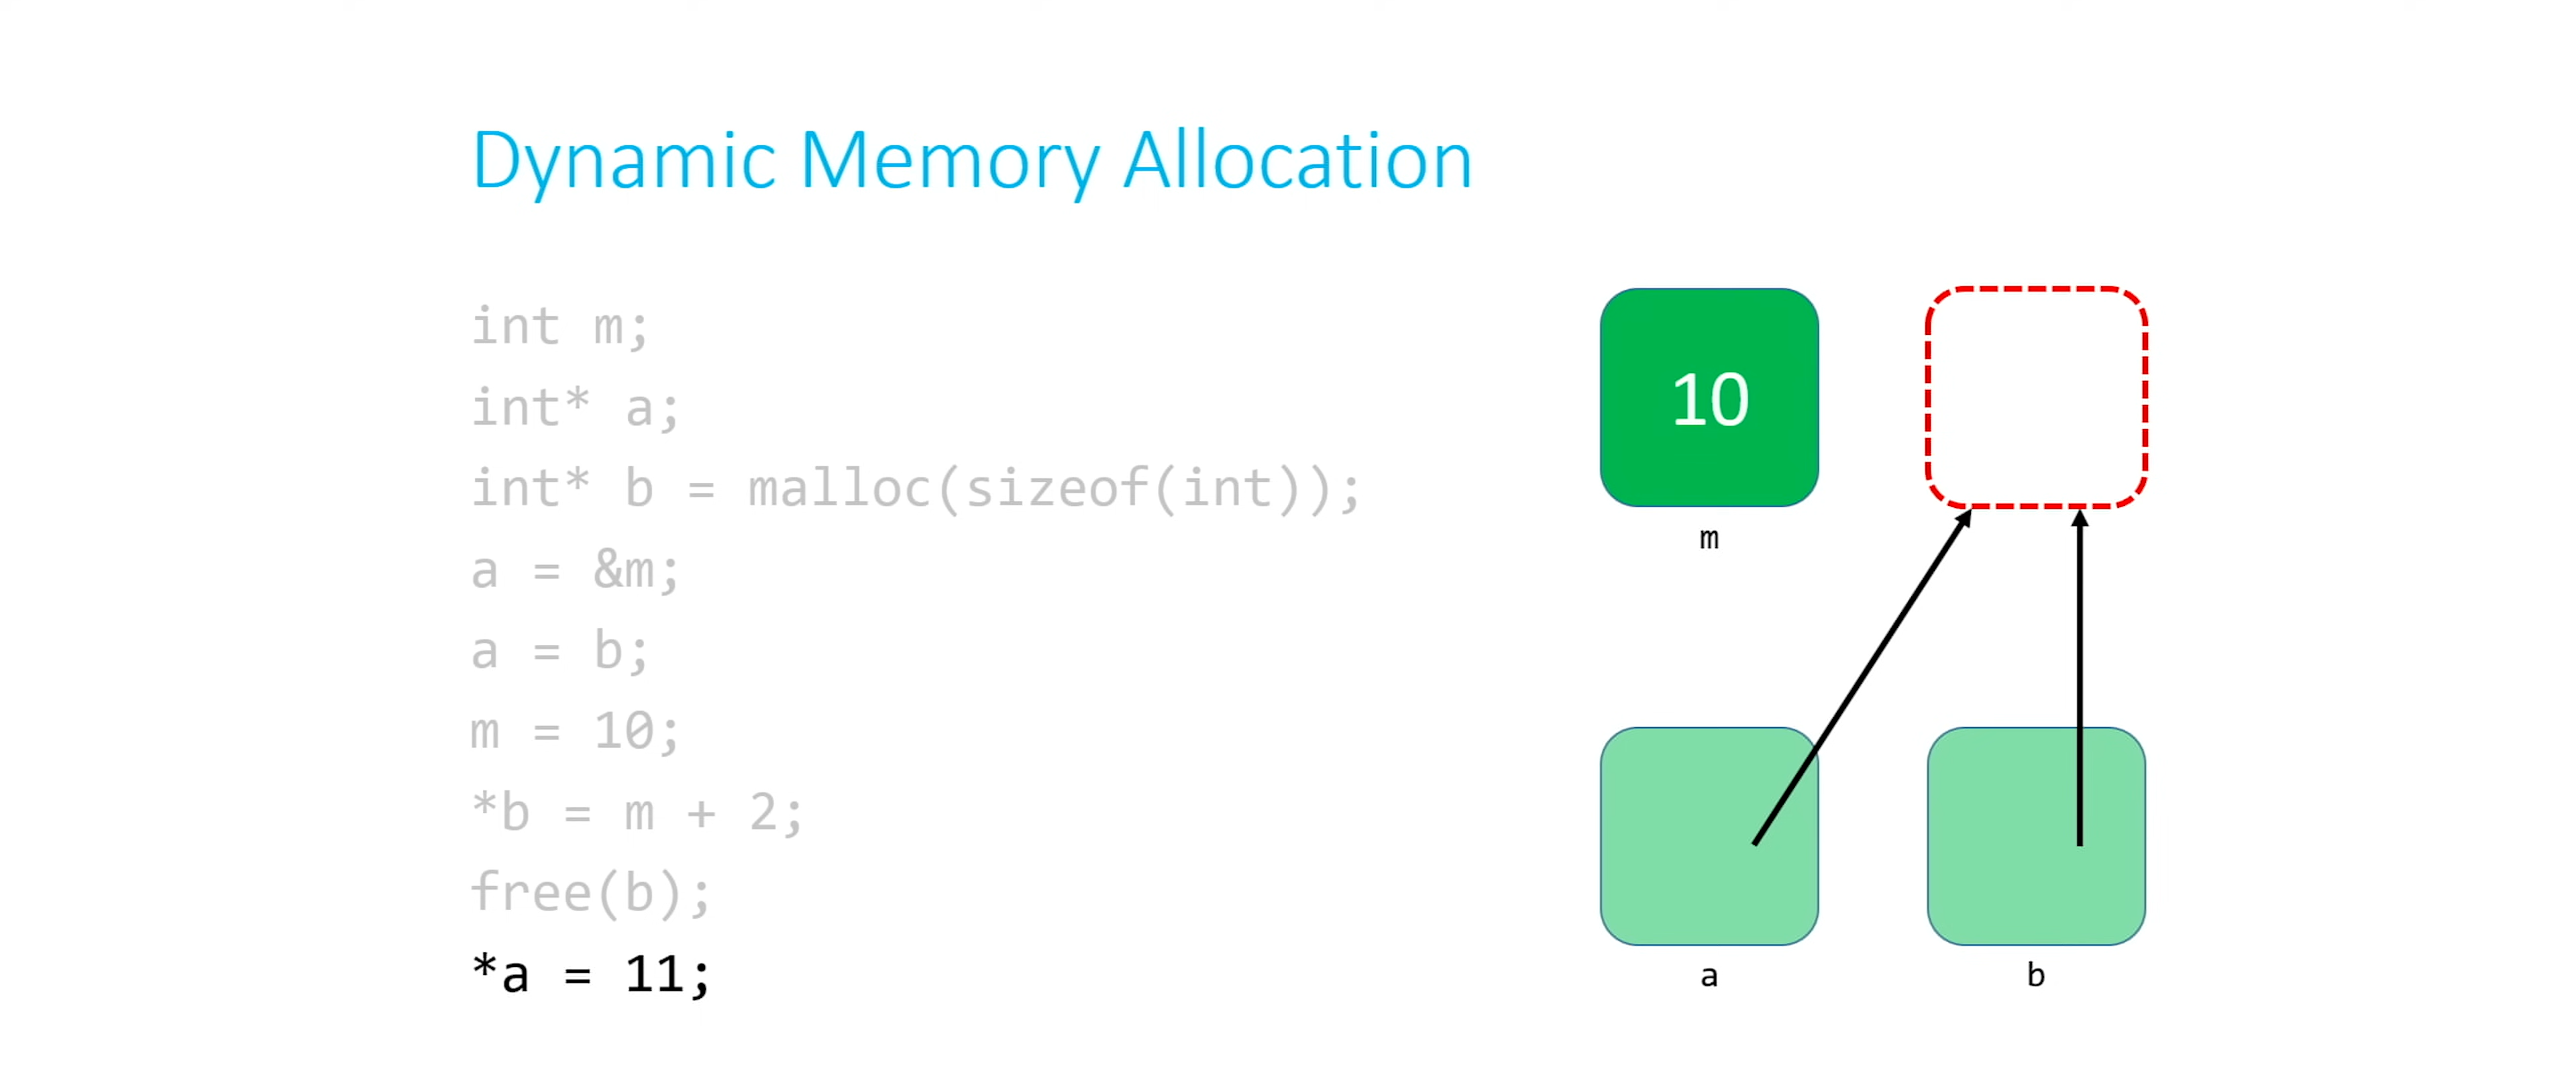 Dynamic Memory Allocation
int m;
int* a;
int* b = malloc(sizeof(int));
a = &m;
a = b;
m = 10;
*b = m + 2;
free(b);
*a = 11;
10
m
a
b